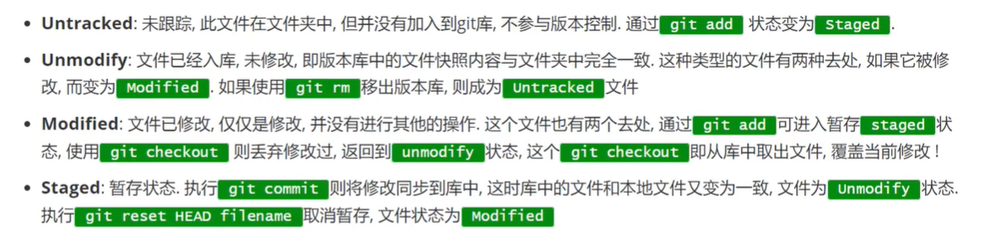 • Untracked: 未跟踪, 此文件在文件夹中, 但并没有加入到git库, 不参与版本控制. 通过 git add 状态变为 Staged .
• Unmodify: 文件已经入库, 未修改, 即版本库中的文件快照内容与文件夹中完全一致. 这种类型的文件有两种去处, 如果它被修
改, 而变为 Modified . 如果使用 git rm 移出版本库, 则成为 Untracked 文件
• Modified: 文件已修改, 仅仅是修改, 并没有进行其他的操作. 这个文件也有两个去处, 通过 git add 可进入暂存 staged 状
态, 使用 git checkout 则丢弃修改过, 返回到 unmodify 状态, 这个 git checkout 即从库中取出文件, 覆盖当前修改 !
• Staged: 暂存状态. 执行 git commit 则将修改同步到库中, 这时库中的文件和本地文件又变为一致, 文件为 Unmodify 状态.
执行 git reset HEAD filename 取消暂存, 文件状态为 Modified